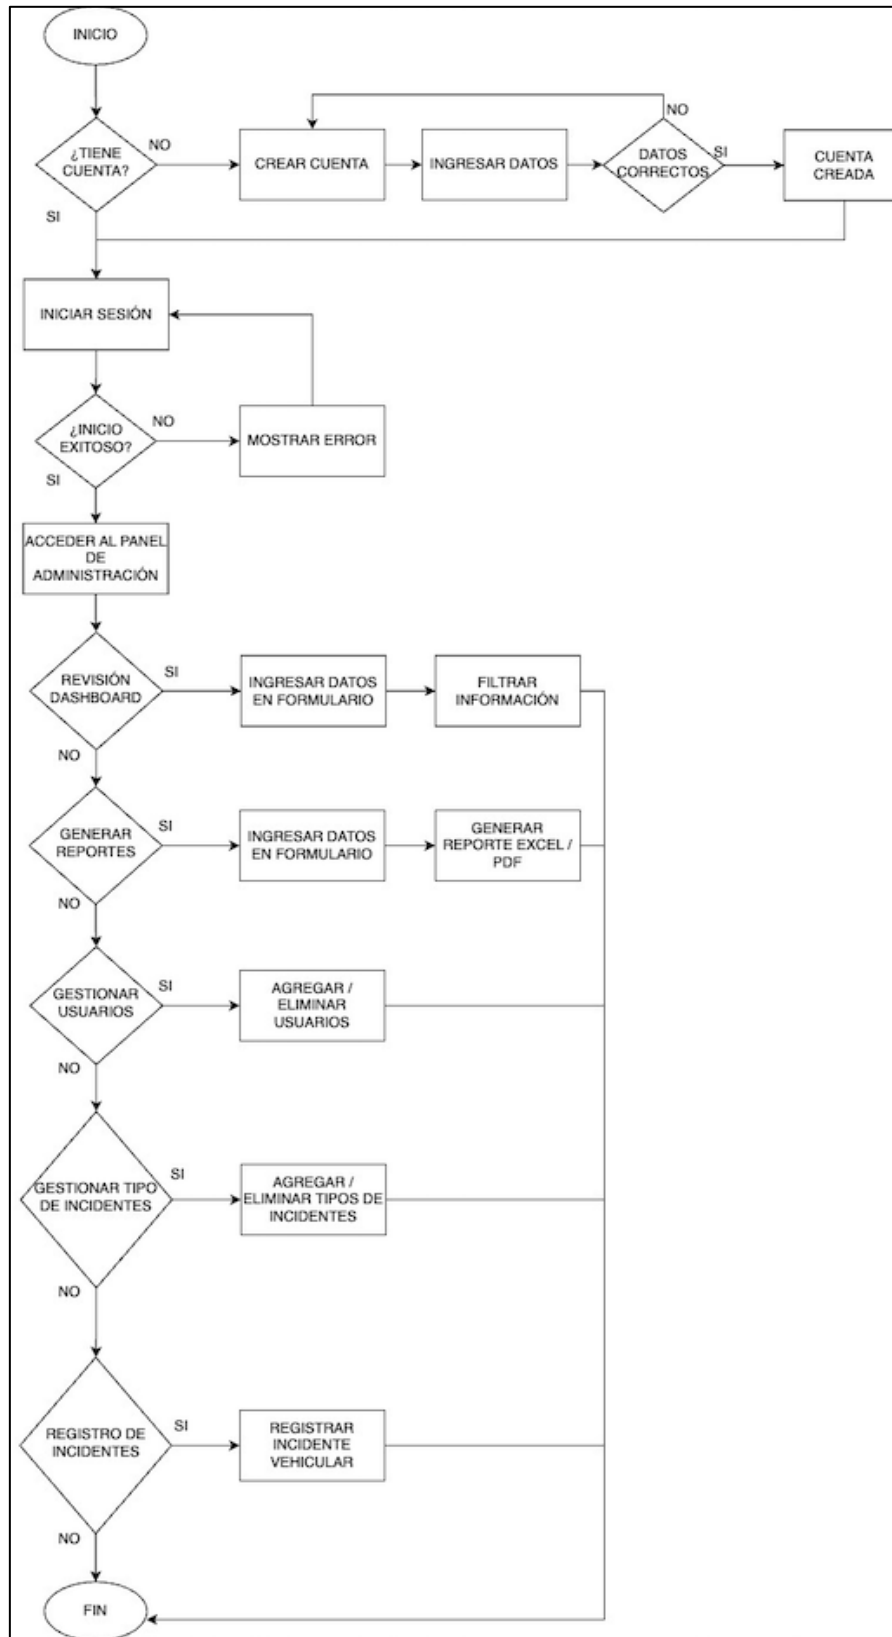 INICIO
¿TIENE
CUENTA?
NO
SI
CREAR CUENTA
INGRESAR DATOS
DATOS
CORRECTOS
NO
SI
CUENTA
CREADA
INICIAR SESIÓN
¿INICIO
EXITOSO?
NO
SI
MOSTRAR ERROR
ACCEDER AL PANEL
DE
ADMINISTRACIÓN
REVISIÓN
DASHBOARD
SI
NO
INGRESAR DATOS
EN FORMULARIO
FILTRAR
INFORMACIÓN
GENERAR
REPORTES
SI
NO
INGRESAR DATOS
EN FORMULARIO
GENERAR
REPORTE EXCEL /
PDF
GESTIONAR
USUARIOS
SI
NO
AGREGAR /
ELIMINAR
USUARIOS
GESTIONAR TIPO
DE INCIDENTES
SI
NO
AGREGAR /
ELIMINAR TIPOS DE
INCIDENTES
REGISTRO DE
INCIDENTES
SI
NO
REGISTRAR
INCIDENTE
VEHICULAR
FIN